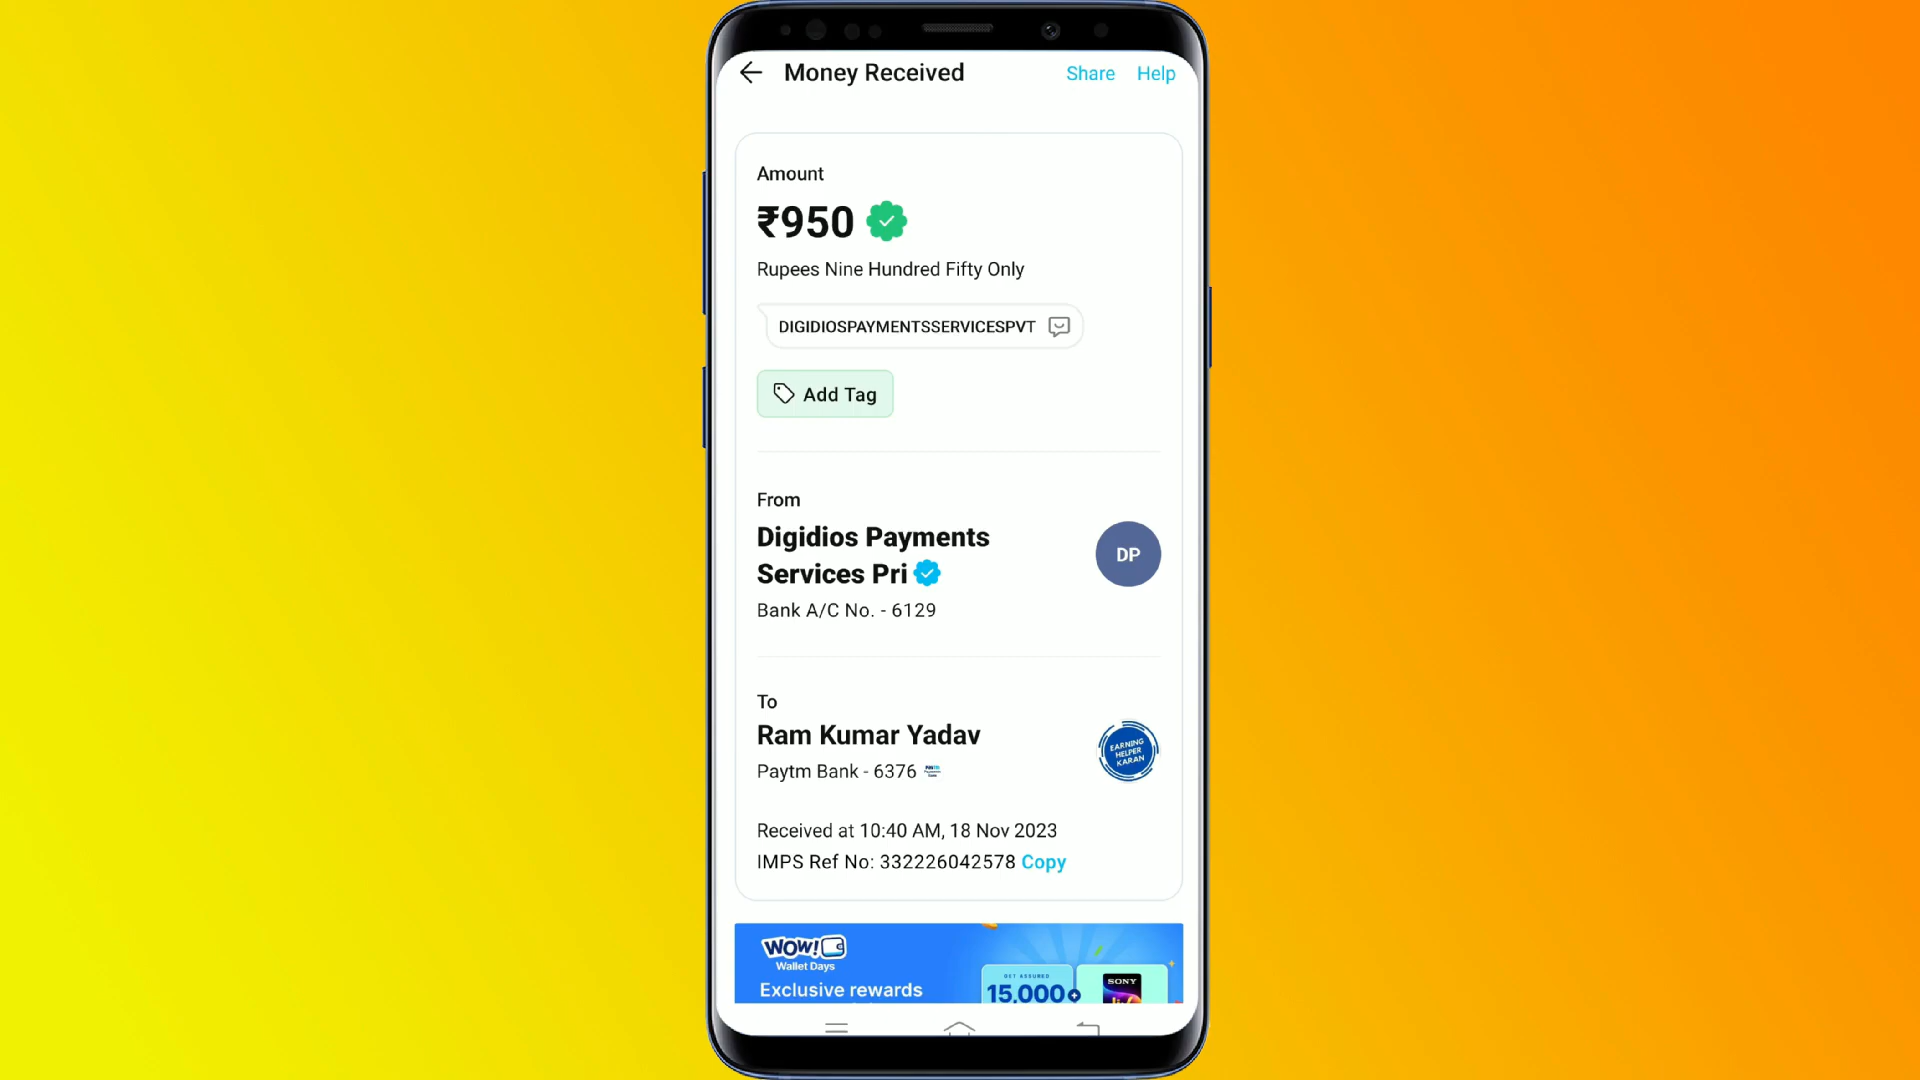 Money Received
Share Help
Amount
₹950
Rupees Nine Hundred Fifty Only
DIGIDIOSPAYMENTSSERVICESPVT
Add Tag
From
Digidios Payments
Services Pri
DP
Bank A/C No. - 6129
To
Ram Kumar Yadav
Paytm Bank - 6376
EARNING
HELPER
KARAN
Received at 10:40 AM, 18 Nov 2023
IMPS Ref No: 332226042578 Copy
WOW!
Wallet Days
Exclusive rewards
GET ASSURED
15,000
SONY